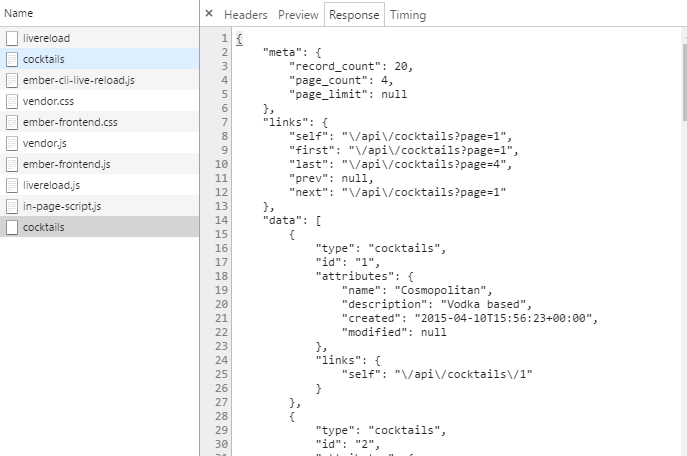 Name
livereload
cocktails
ember-cli-live-reload.js
vendor.css
ember-frontend.css
vendor.js
ember-frontend.js
livereload.js
in-page-script.js
cocktails
× Headers Preview Response Timing
1 {
2 "meta": {
3 "record_count": 20,
4 "page_count": 4,
5 "page_limit": null
6 },
7 "links": {
8 "self": "\/api\/cocktails?page=1",
9 "first": "\/api\/cocktails?page=1",
10 "last": "\/api\/cocktails?page=4",
11 "prev": null,
12 "next": "\/api\/cocktails?page=1"
13 },
14 "data": [
15 {
16 "type": "cocktails",
17 "id": "1",
18 "attributes": {
19 "name": "Cosmopolitan",
20 "description": "Vodka based",
21 "created": "2015-04-10T15:56:23+00:00",
22 "modified": null
23 },
24 "links": {
25 "self": "\/api\/cocktails\/1"
26 }
27 },
28 {
29 "type": "cocktails",
30 "id": "2",